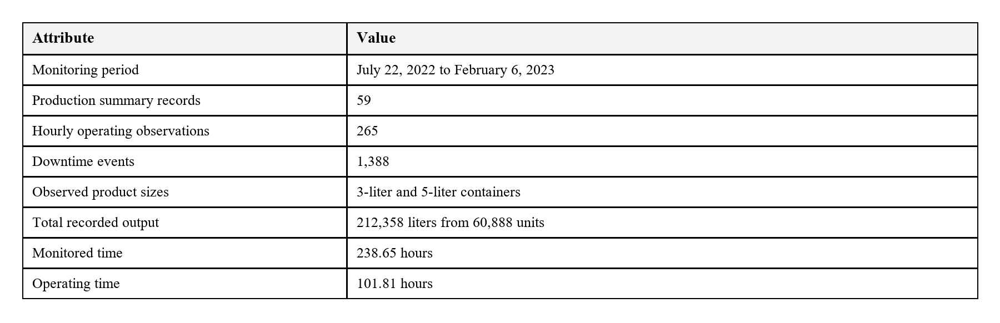 Attribute Value
Monitoring period July 22, 2022 to February 6, 2023
Production summary records 59
Hourly operating observations 265
Downtime events 1,388
Observed product sizes 3-liter and 5-liter containers
Total recorded output 212,358 liters from 60,888 units
Monitored time 238.65 hours
Operating time 101.81 hours